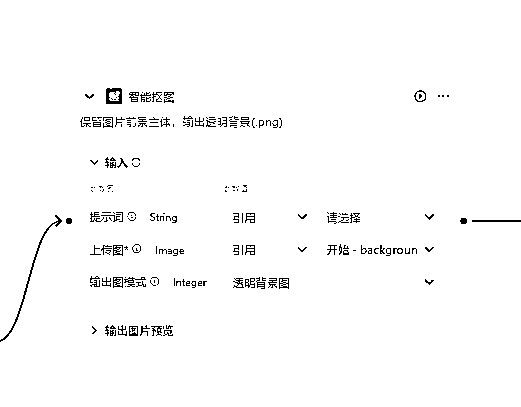 智能抠图
保留图片前景主体，输出透明背景(.png)
输入
提示词 String 引用 请选择
上传图* Image 引用 开始 - backgroun
输出图模式 Integer 透明背景图
输出图片预览